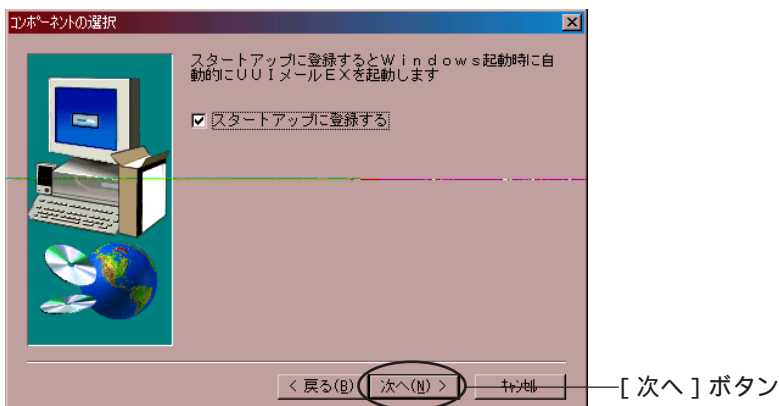 コンポーネントの選択
スタートアップに登録するとWindows起動時に自
動的にUUIメールEXを起動します
スタートアップに登録する
< 戻る(B)
次へ(N) >
キャンセル
[ 次へ ] ボタン